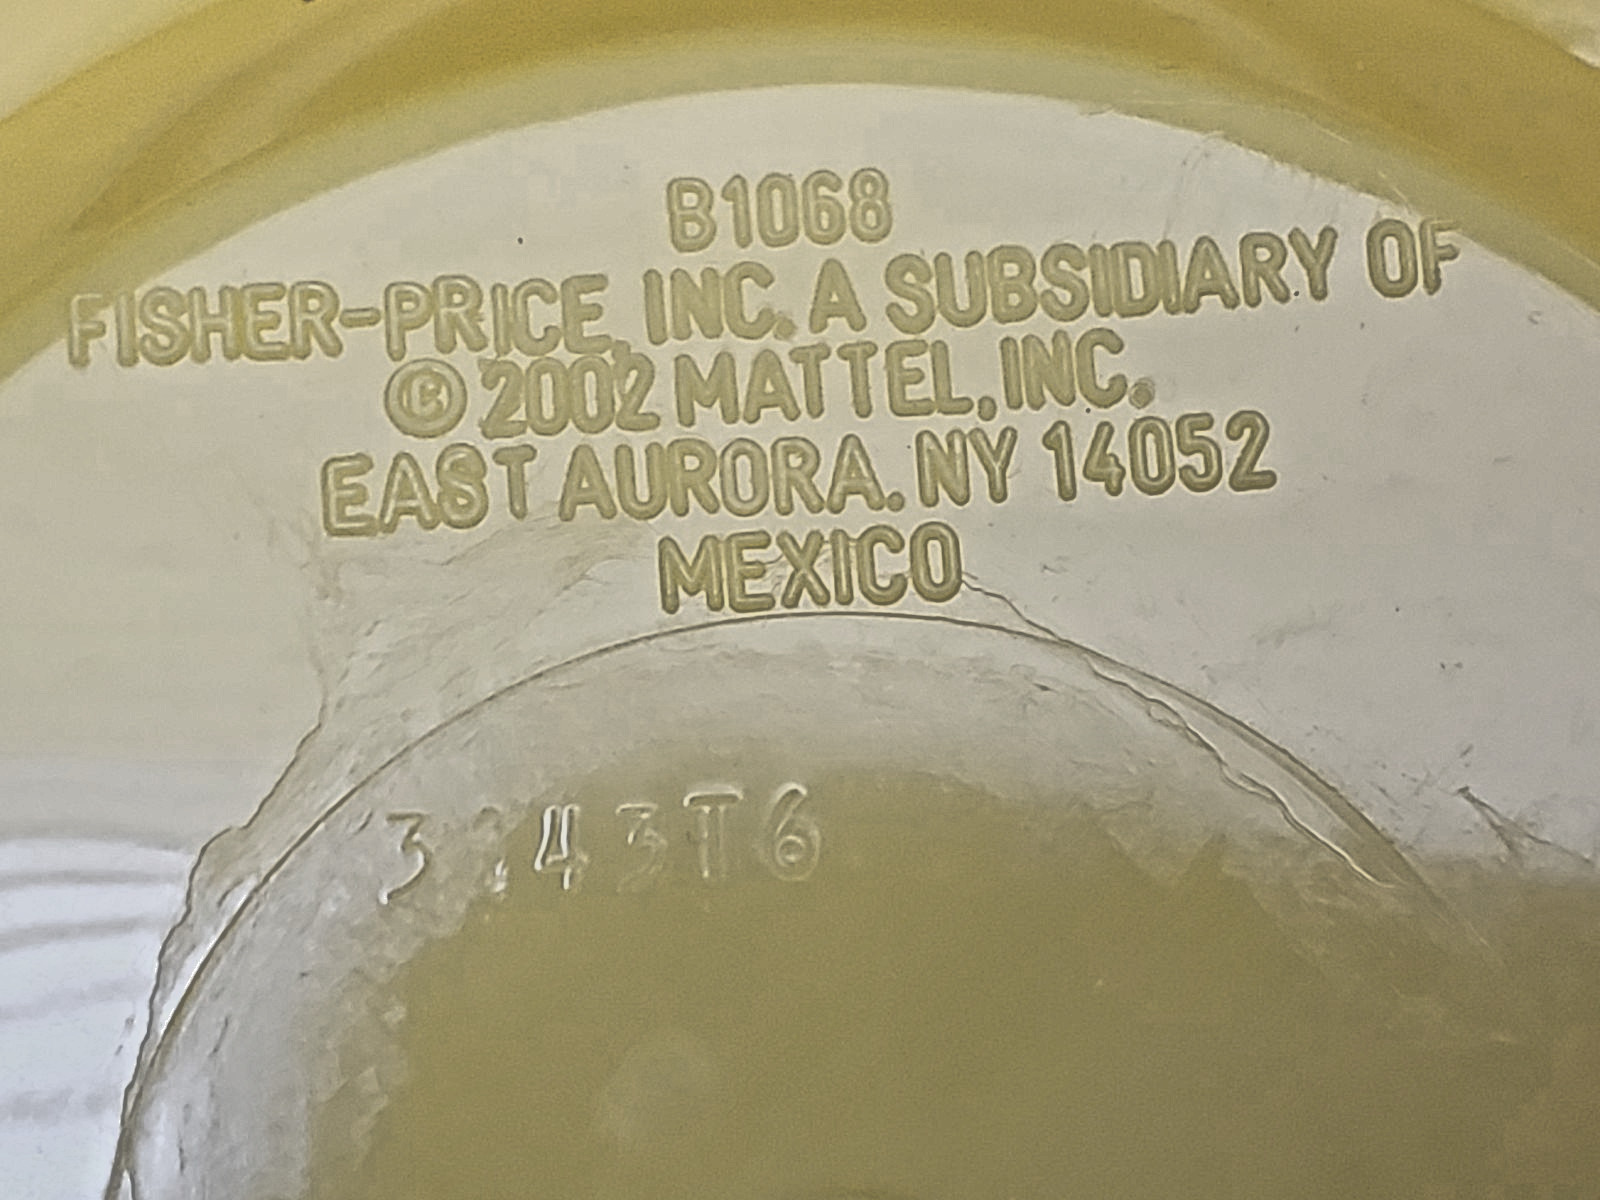 B1068
FISHER-PRICE, INC. A SUBSIDIARY OF
© 2002 MATTEL, INC.
EAST AURORA. NY 14052
MEXICO